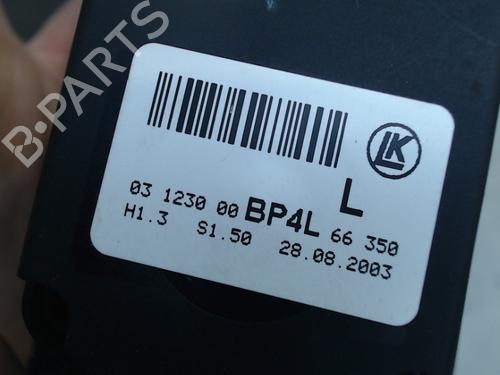 B-PARTS
LK
L
03 1230 00 BP4L 66 350
H1.3 S1.50 28.08.2003